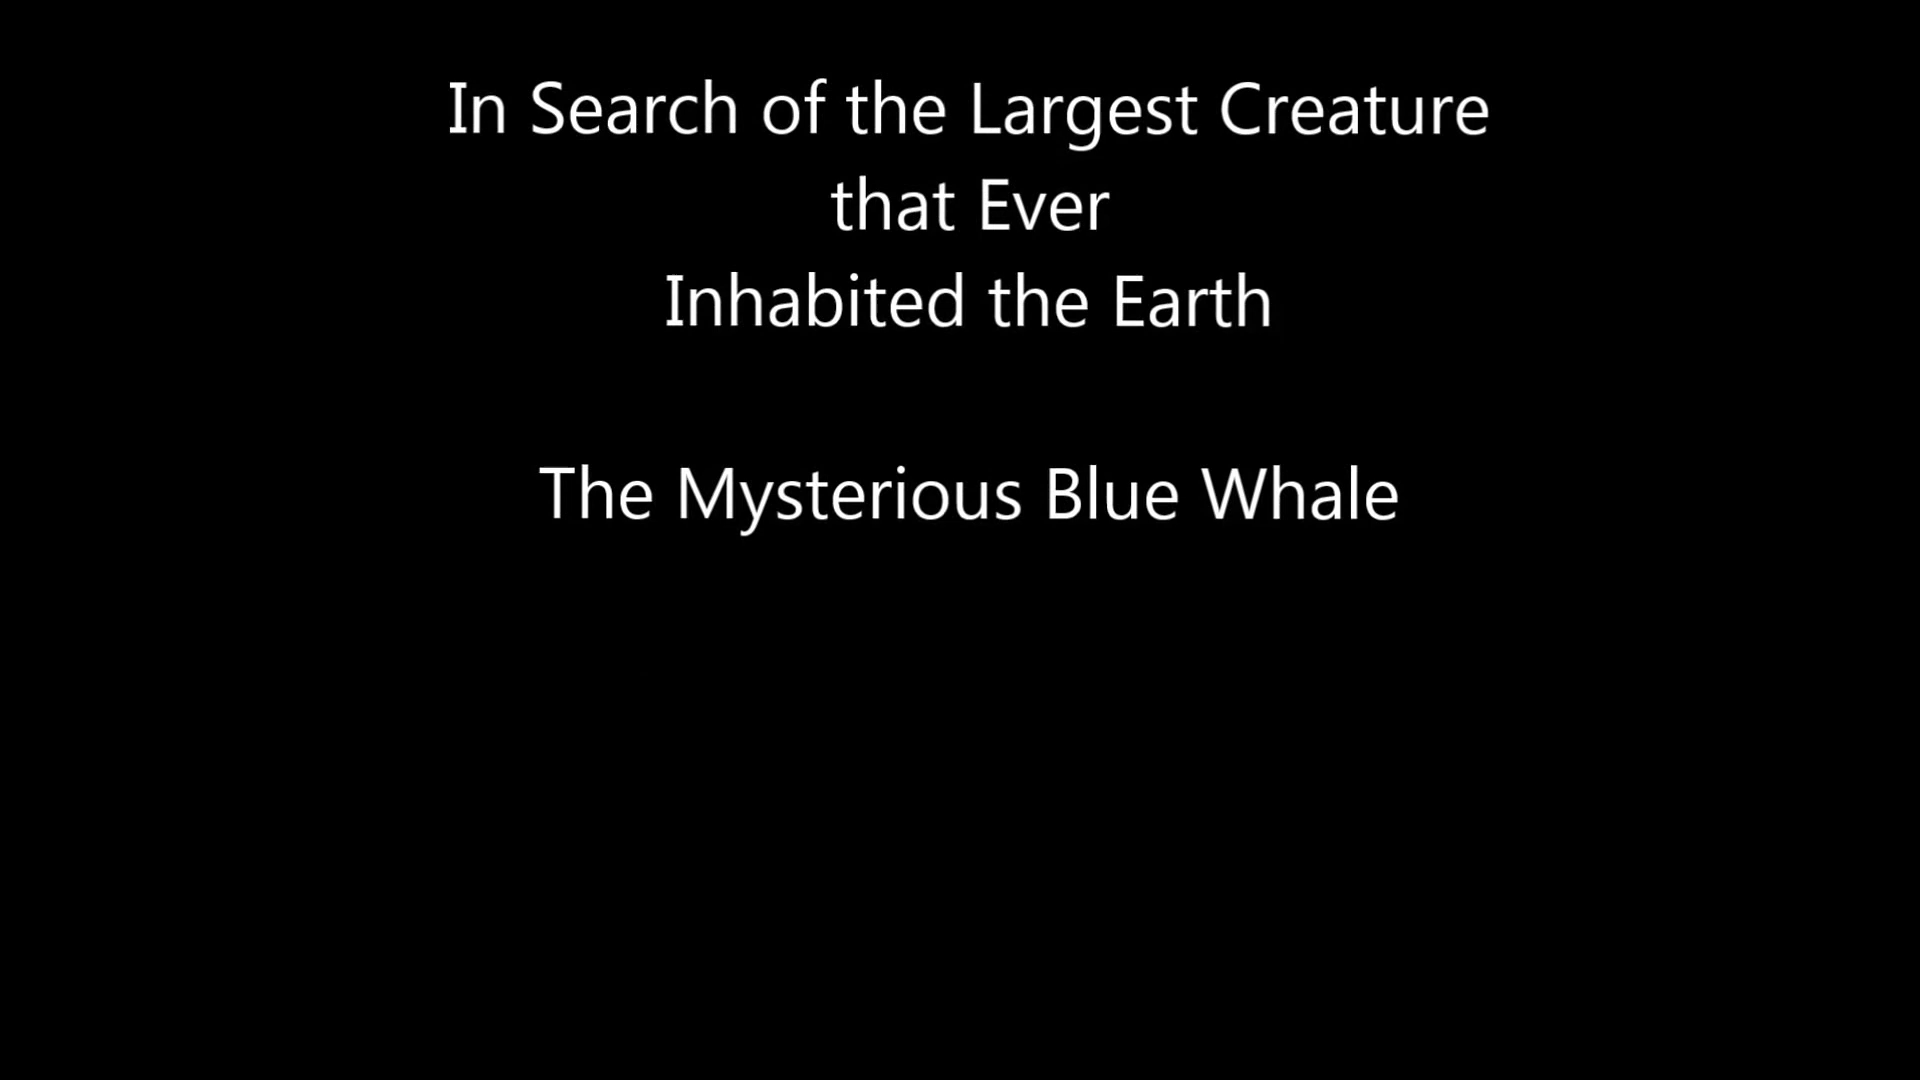 In Search of the Largest Creature
that Ever
Inhabited the Earth
The Mysterious Blue Whale